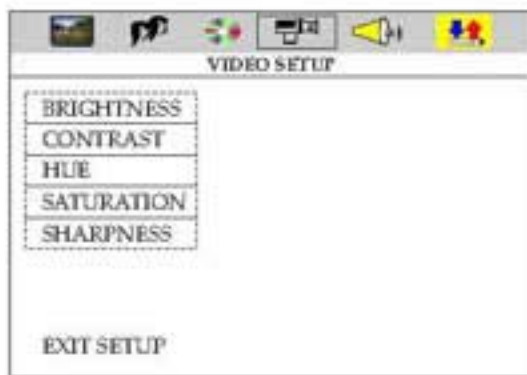 VIDEO SETUP
BRIGHTNESS
CONTRAST
HUE
SATURATION
SHARPNESS
EXIT SETUP